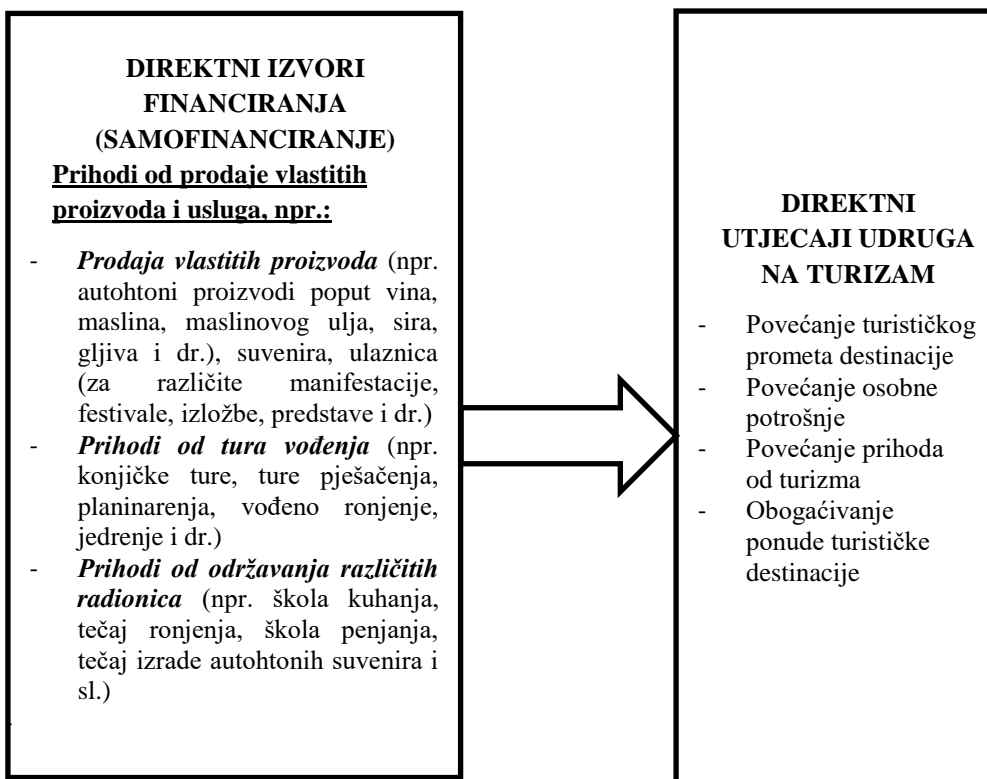 DIREKTNI IZVORI
FINANCIRANJA
(SAMOFINANCIRANJE)
Prihodi od prodaje vlastitih
proizvoda i usluga, npr.:
- Prodaja vlastitih proizvoda (npr.
autohtoni proizvodi poput vina,
maslina, maslinovog ulja, sira,
gljiva i dr.), suvenira, ulaznica
(za različite manifestacije,
festivale, izložbe, predstave i dr.)
- Prihodi od tura vođenja (npr.
konjičke ture, ture pješačenja,
planinarenja, vođeno ronjenje,
jedrenje i dr.)
- Prihodi od održavanja različitih
radionica (npr. škola kuhanja,
tečaj ronjenja, škola penjanja,
tečaj izrade autohtonih suvenira i
sl.)
.
DIREKTNI
UTJECAJI UDRUGA
NA TURIZAM
- Povećanje turističkog
prometa destinacije
- Povećanje osobne
potrošnje
- Povećanje prihoda
od turizma
- Obogaćivanje
ponude turističke
destinacije